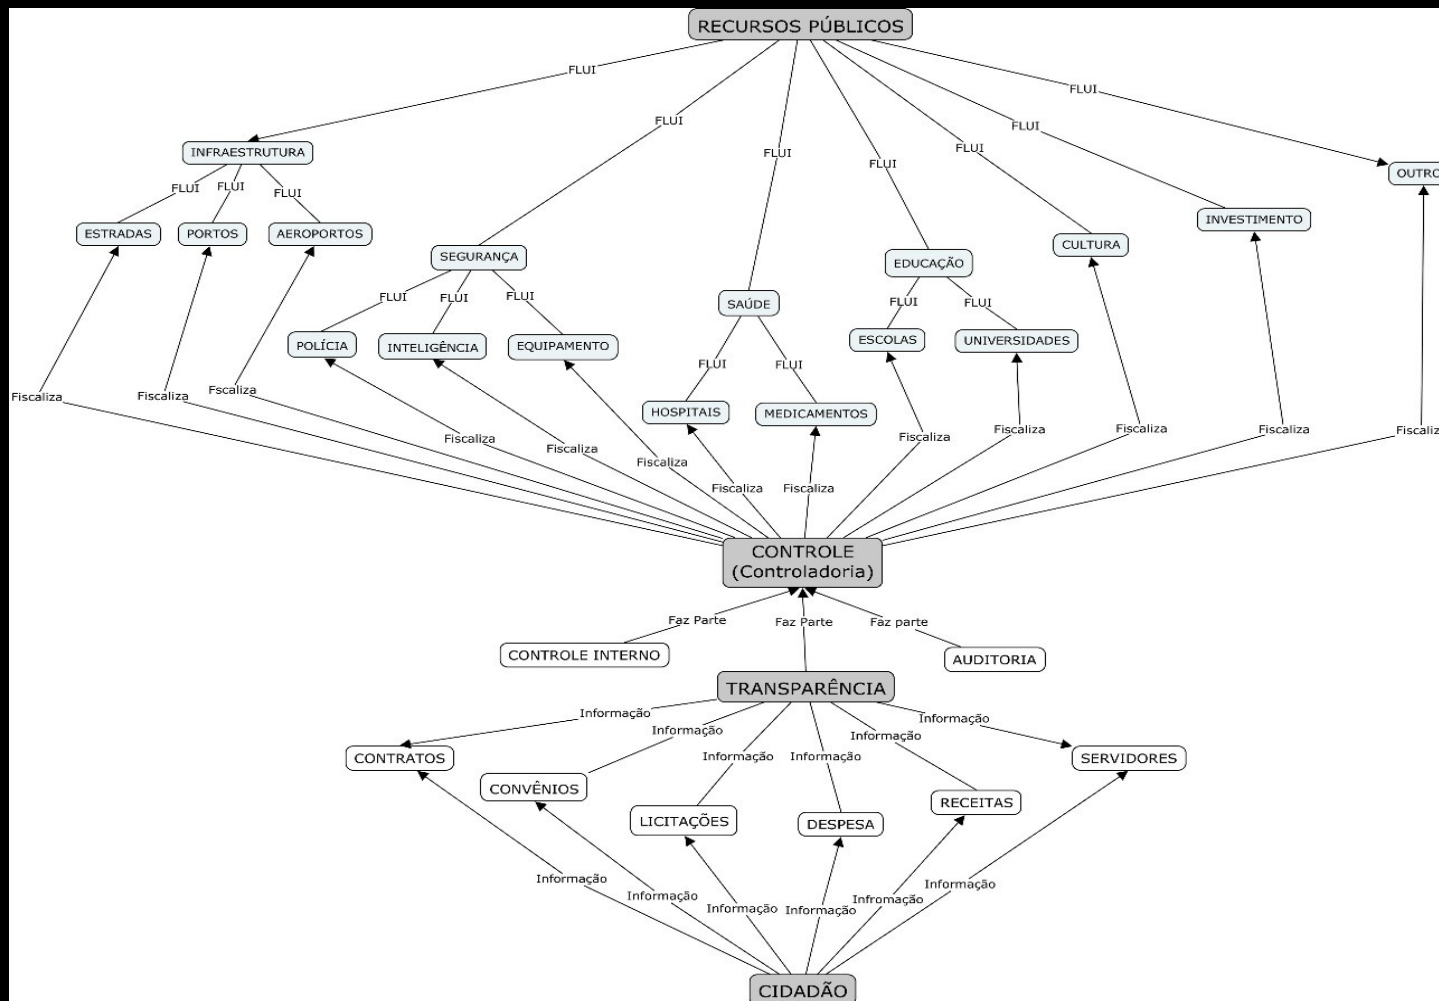 RECURSOS PÚBLICOS
FLUI
FLUI
FLUI
FLUI
FLUI
FLUI
FLUI
INFRAESTRUTURA
FLUI
FLUI
FLUI
ESTRADAS
PORTOS
AEROPORTOS
OUTRO
INVESTIMENTO
CULTURA
SEGURANÇA
EDUCAÇÃO
FLUI
FLUI
FLUI
SAÚDE
FLUI
FLUI
POLÍCIA
INTELIGÊNCIA
EQUIPAMENTO
ESCOLAS
UNIVERSIDADES
FLUI
FLUI
HOSPITAIS
MEDICAMENTOS
Fiscaliza
Fiscaliza
Fscaliza
Fiscaliza
Fiscaliza
Fiscaliza
Fiscaliza
Fiscaliza
Fiscaliza
Fiscaliza
Fiscaliza
Fiscaliza
Fiscaliz
CONTROLE
(Controladoria)
Faz Parte
Faz Parte
Faz parte
CONTROLE INTERNO
AUDITORIA
TRANSPARÊNCIA
Informação
Informação
Informação
Informação
Informação
Informação
CONTRATOS
CONVÊNIOS
LICITAÇÕES
DESPESA
RECEITAS
SERVIDORES
Informação
Informação
Informação
Informação
Infromação
Informação
CIDADÃO